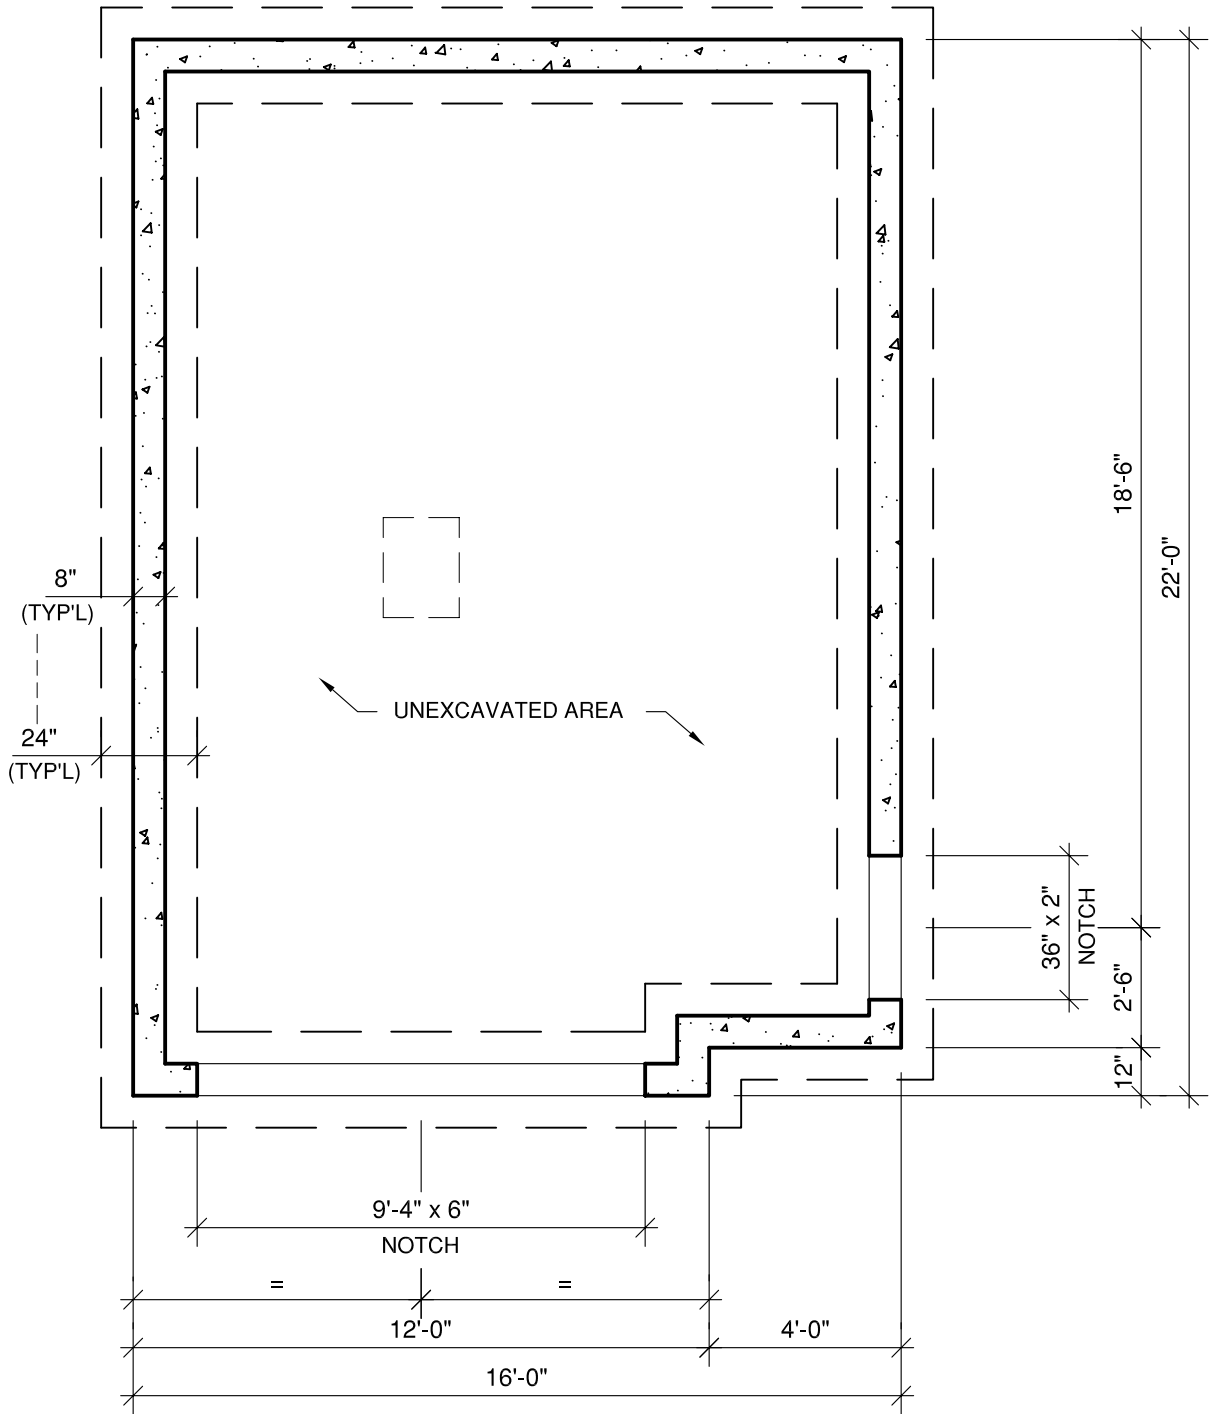 18'-6"
22'-0"
8"
(TYP'L)
UNEXCAVATED AREA
24"
(TYP'L)
36" x 2"
NOTCH
2'-6"
12"
9'-4" x 6"
NOTCH
= =
12'-0" 4'-0"
16'-0"